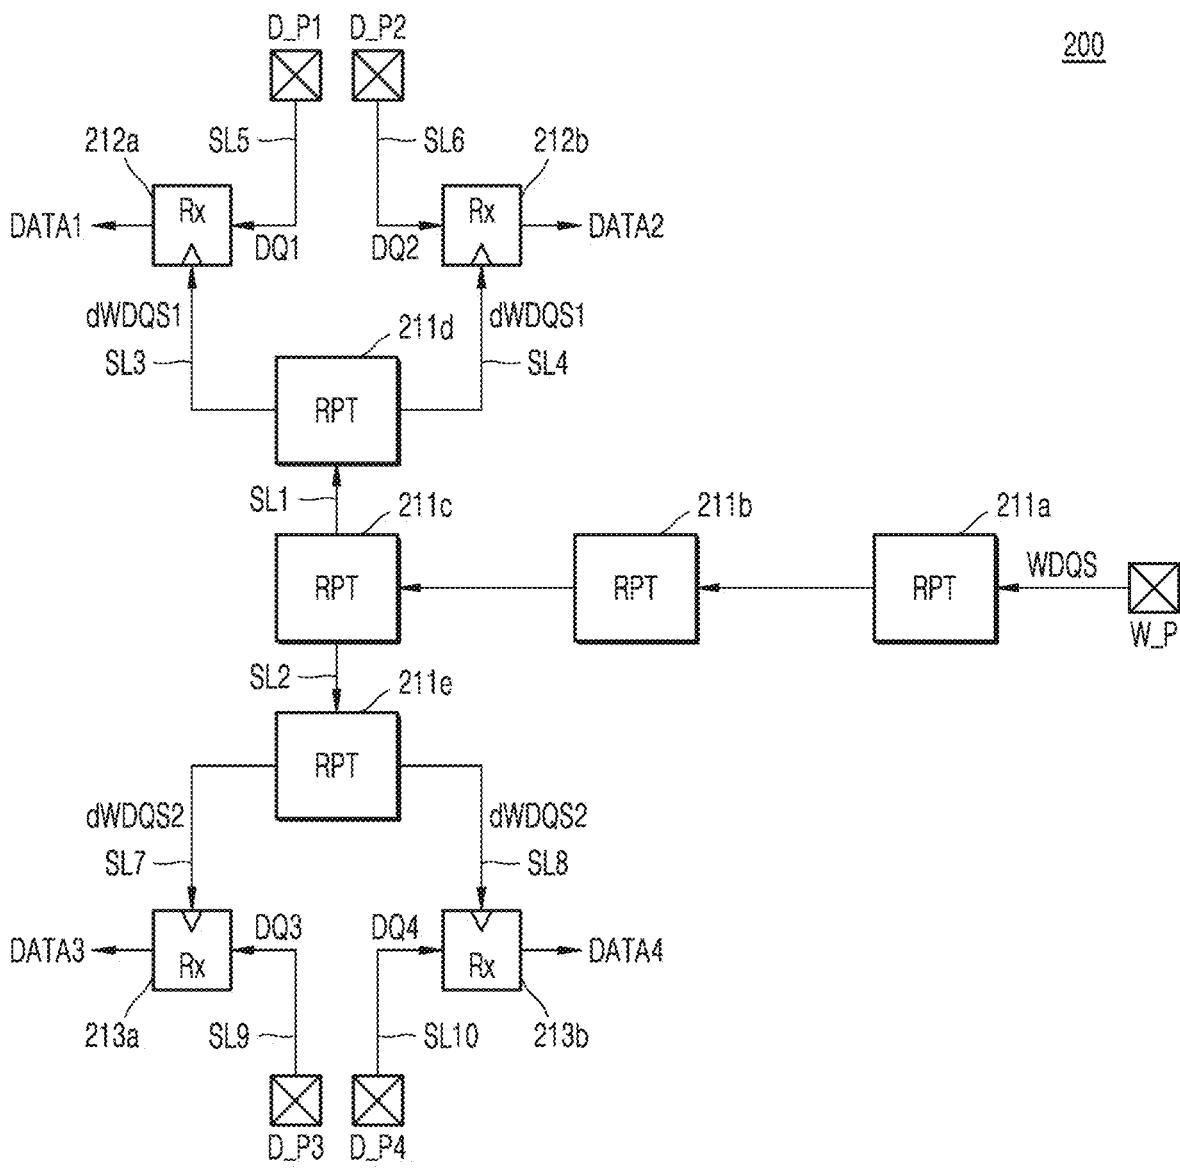 D_P1 D_P2
200
SL5 SL6
212a 212b
Rx Rx
DATA1 DQ1 DQ2 DATA2
dWDQS1 dWDQS1
211d
SL3 SL4
RPT
SL1
211c 211b 211a
WDQS
RPT RPT RPT
W_P
SL2
211e
RPT
dWDQS2 dWDQS2
SL7 SL8
DQ3 DQ4
DATA3 DATA4
Rx Rx
213a SL9 SL10 213b
D_P3 D_P4